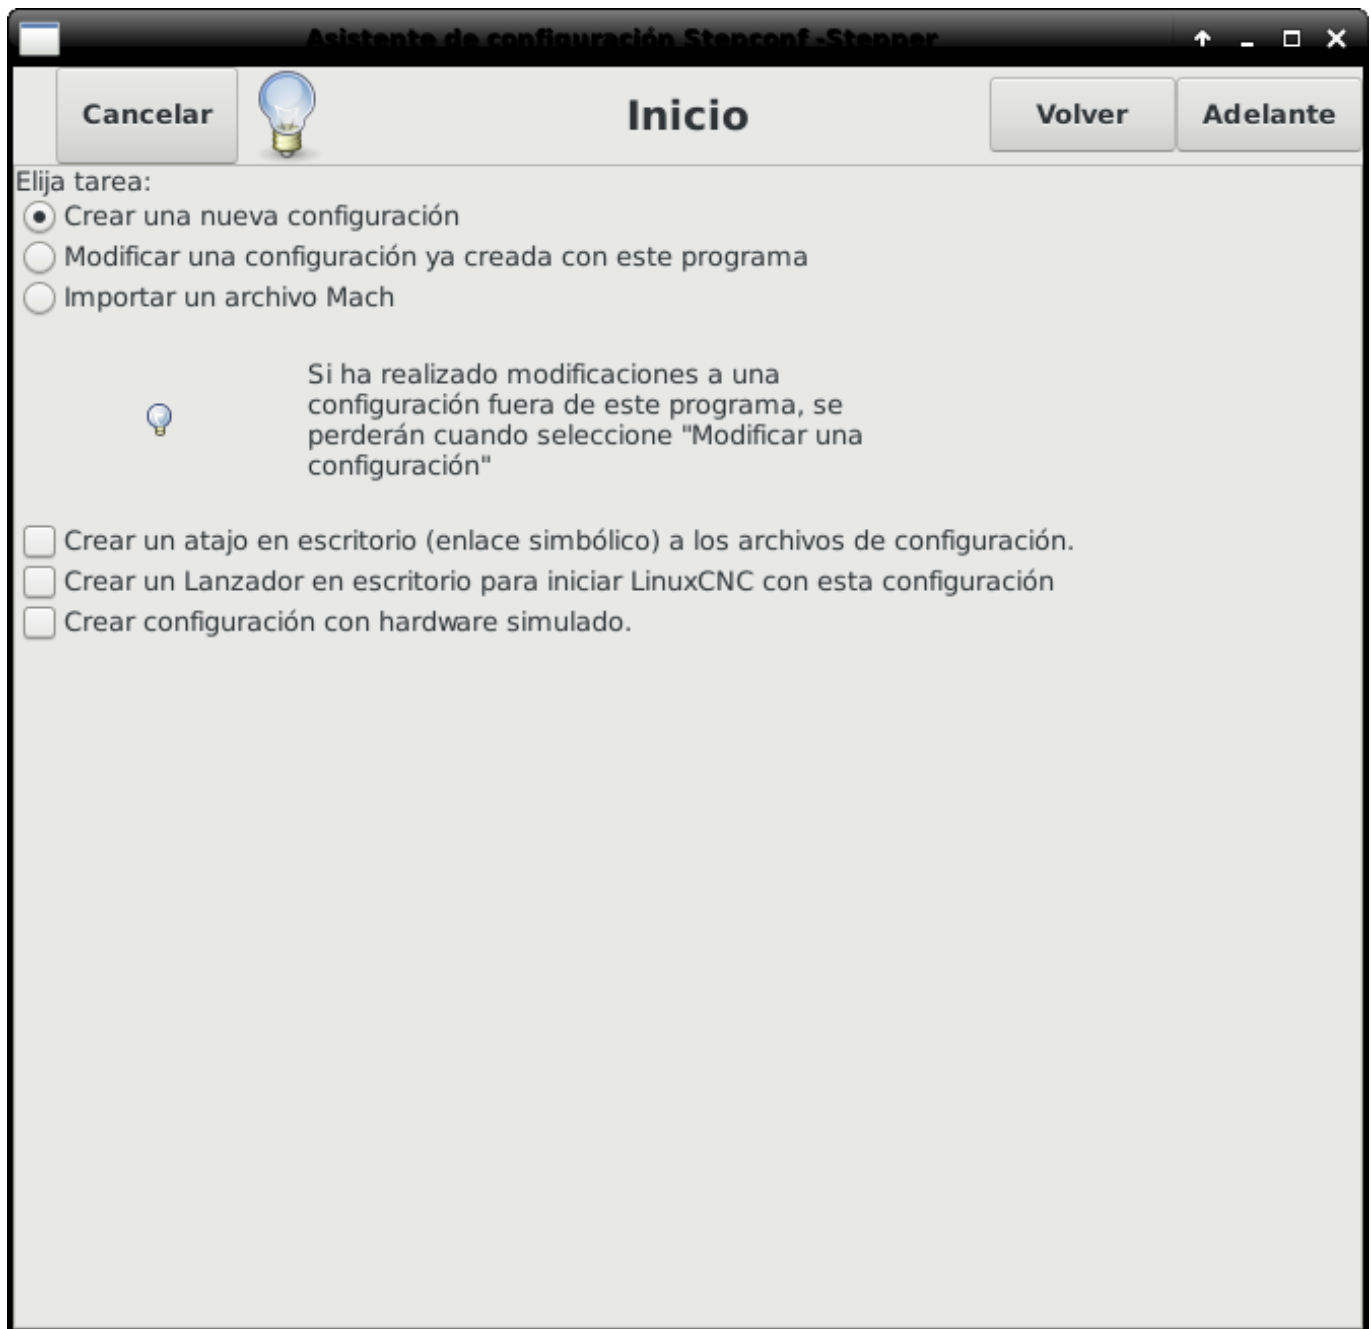 Asistente de configuración Stepconf -Stepper
Cancelar
Inicio
Volver
Adelante
Elija tarea:
Crear una nueva configuración
Modificar una configuración ya creada con este programa
Importar un archivo Mach
Si ha realizado modificaciones a una
configuración fuera de este programa, se
perderán cuando seleccione "Modificar una
configuración"
Crear un atajo en escritorio (enlace simbólico) a los archivos de configuración.
Crear un Lanzador en escritorio para iniciar LinuxCNC con esta configuración
Crear configuración con hardware simulado.